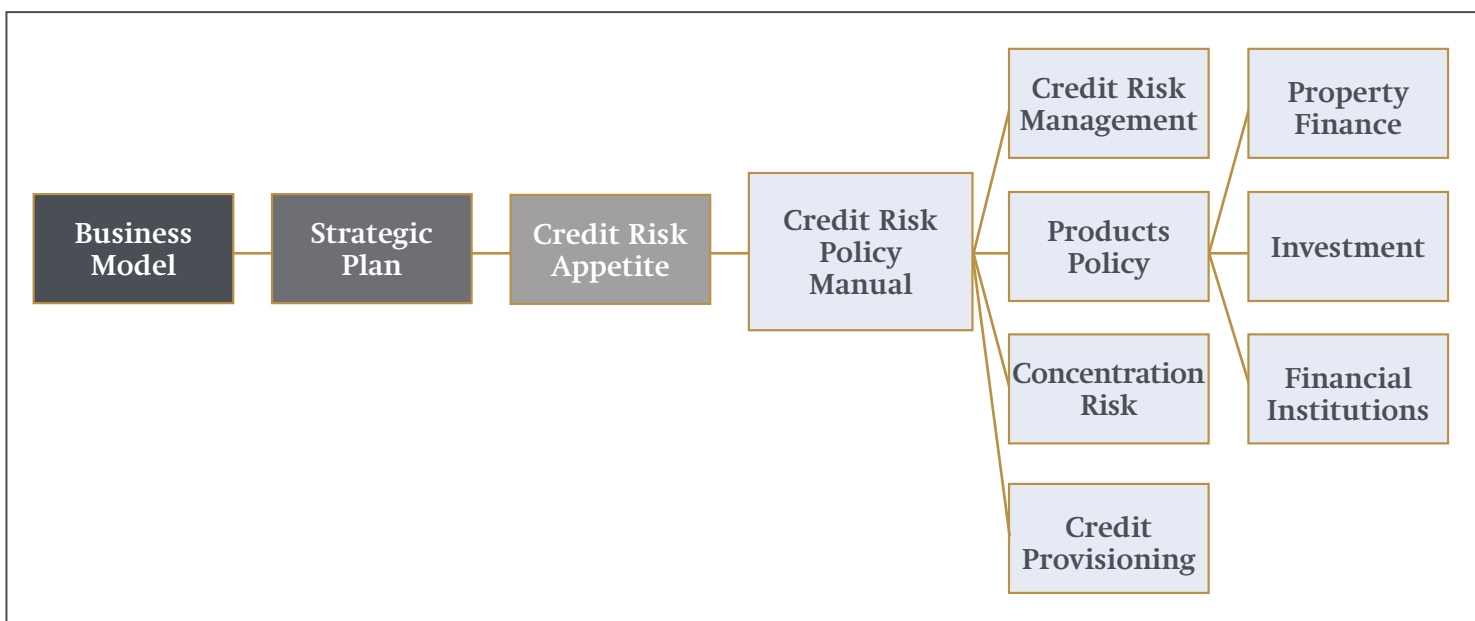 Business
Model
Strategic
Plan
Credit Risk
Appetite
Credit Risk
Policy
Manual
Credit Risk
Management
Products
Policy
Concentration
Risk
Credit
Provisioning
Property
Finance
Investment
Financial
Institutions